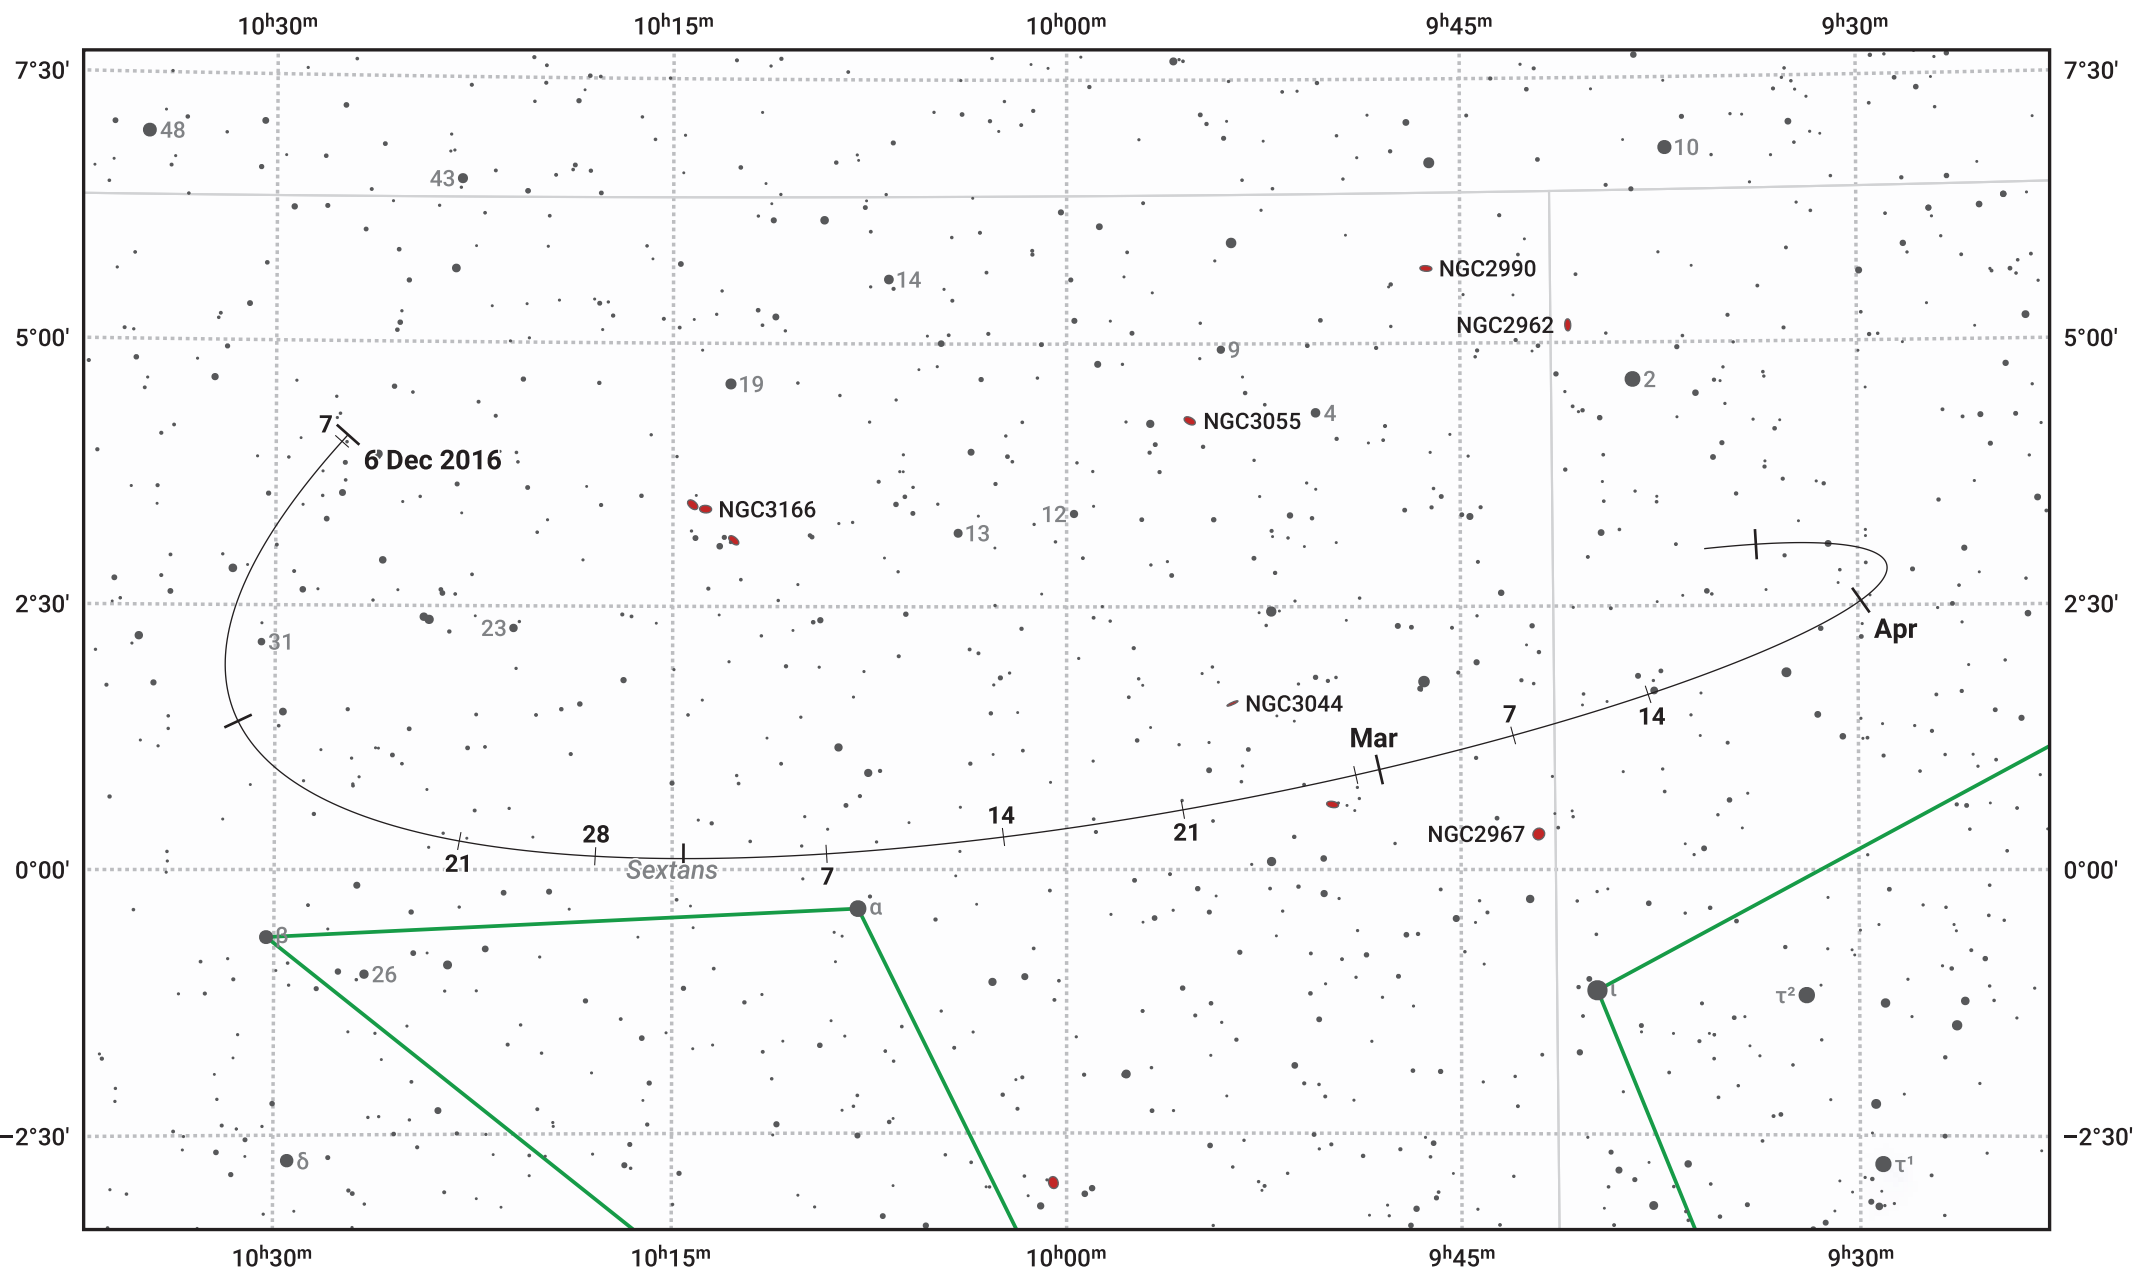 10ʰ30ᵐ 10ʰ15ᵐ 10ʰ00ᵐ 9ʰ45ᵐ 9ʰ30ᵐ
7°30' 7°30'
48
10
43
NGC2990
14
NGC2962
5°00' 5°00'
9
2
19
4
NGC3055
7
6 Dec 2016
NGC3166
12
13
2°30' 2°30'
23
Apr
31
NGC3044
7
14
Mar
14
28
21
NGC2967
21
Sextans
0°00' 0°00'
7
α
β
26
ι
τ²
−2°30' −2°30'
δ
τ¹
10ʰ30ᵐ 10ʰ15ᵐ 10ʰ00ᵐ 9ʰ45ᵐ 9ʰ30ᵐ